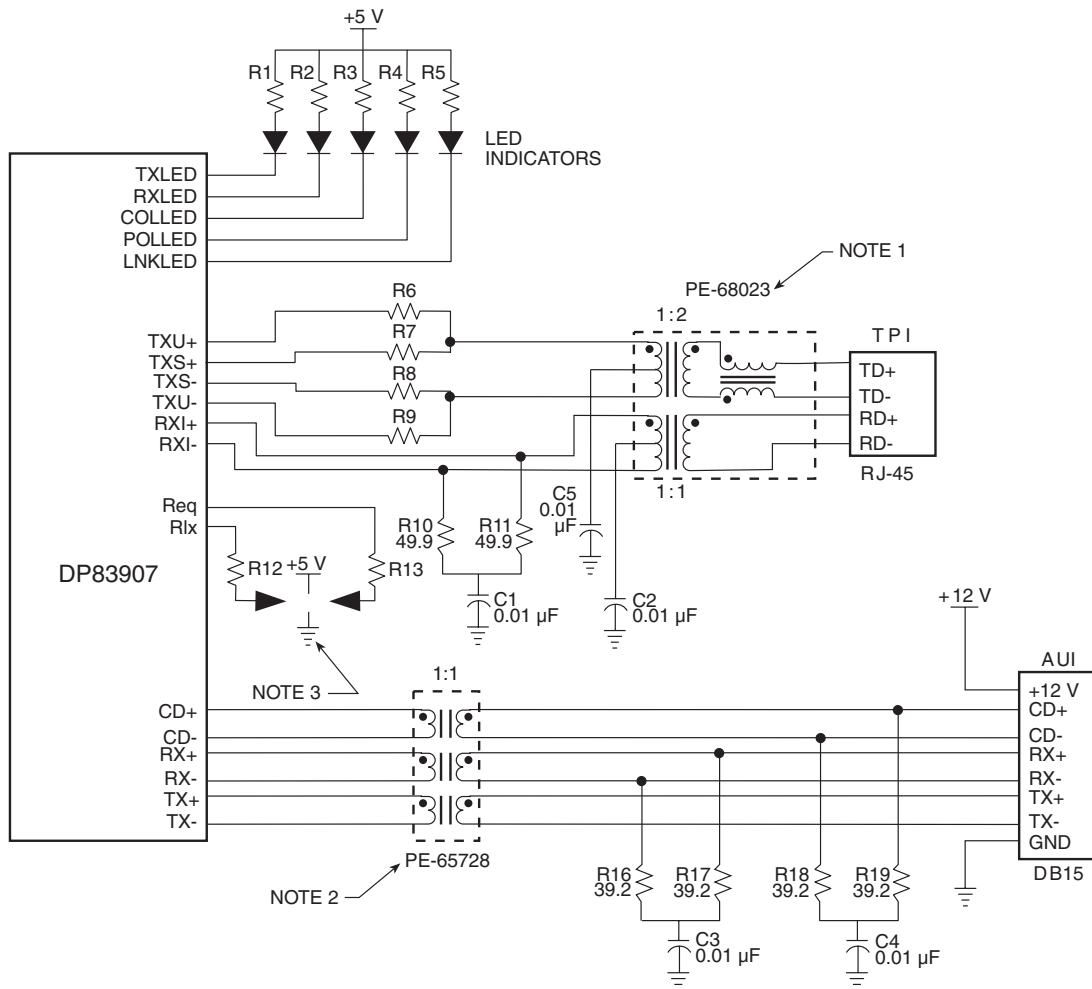 +5 V
R1
R2
R3
R4
R5
LED
INDICATORS
TXLED
RXLED
COLLED
POLLED
LNKLED
NOTE 1
PE-68023
1:2
R6
R7
R8
R9
TXU+
TXS+
TXS-
TXU-
RXI+
RXI-
TPI
TD+
TD-
RD+
RD-
RJ-45
1:1
C5
0.01
µF
R10
49.9
R11
49.9
C1
0.01 µF
C2
0.01 µF
Req
RIx
R12
+5 V
R13
DP83907
NOTE 3
+12 V
AUI
1:1
CD+
CD-
RX+
RX-
TX+
TX-
+12 V
CD+
CD-
RX+
RX-
TX+
TX-
GND
DB15
PE-65728
NOTE 2
R16
39.2
R17
39.2
R18
39.2
R19
39.2
C3
0.01 µF
C4
0.01 µF